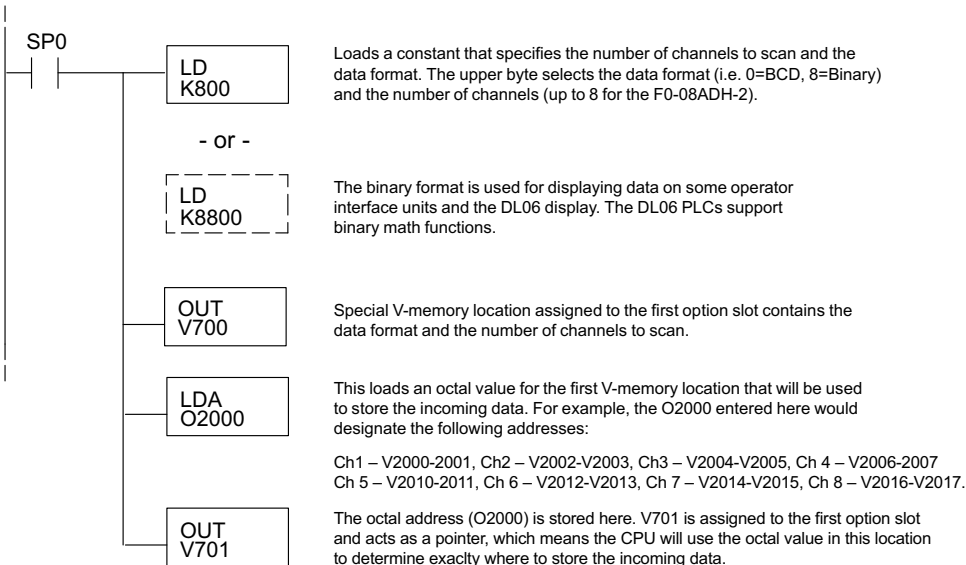 SP0
LD
K800
Loads a constant that specifies the number of channels to scan and the
data format. The upper byte selects the data format (i.e. 0=BCD, 8=Binary)
and the number of channels (up to 8 for the F0-08ADH-2).
- or -
LD
K8800
The binary format is used for displaying data on some operator
interface units and the DL06 display. The DL06 PLCs support
binary math functions.
OUT
V700
Special V-memory location assigned to the first option slot contains the
data format and the number of channels to scan.
LDA
O2000
This loads an octal value for the first V-memory location that will be used
to store the incoming data. For example, the O2000 entered here would
designate the following addresses:
Ch1 – V2000-2001, Ch2 – V2002-V2003, Ch3 – V2004-V2005, Ch 4 – V2006-2007
Ch 5 – V2010-2011, Ch 6 – V2012-V2013, Ch 7 – V2014-V2015, Ch 8 – V2016-V2017.
OUT
V701
The octal address (O2000) is stored here. V701 is assigned to the first option slot
and acts as a pointer, which means the CPU will use the octal value in this location
to determine exaclty where to store the incoming data.